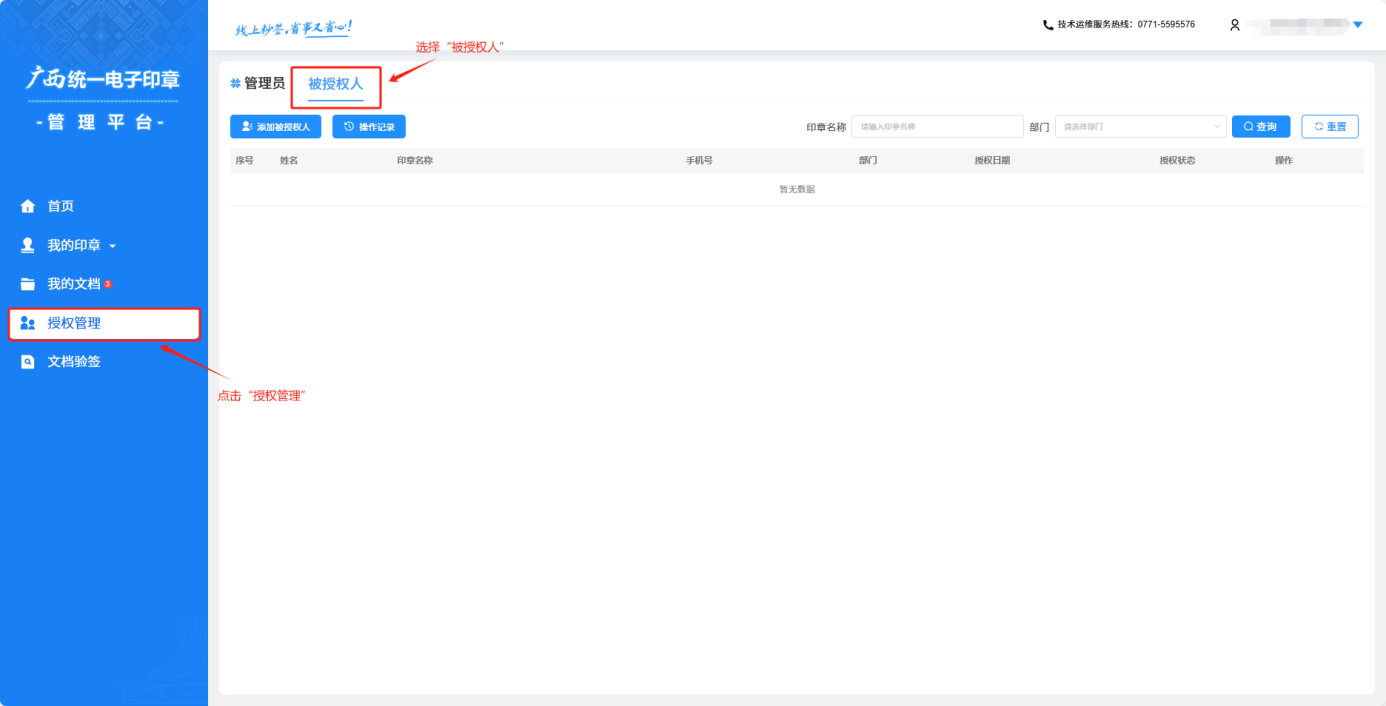 线上秒签,省事又省心!
技术运维服务热线：0771-5595576
选择“被授权人”
广西统一电子印章
-管理平台-
管理员
被授权人
添加被授权人
操作记录
印章名称
请输入印章名称
部门
请选择部门
查询
重置
序号 姓名 印章名称 手机号 部门 授权日期 授权状态 操作
暂无数据
首页
我的印章
我的文档 3
授权管理
文档验签
点击“授权管理”